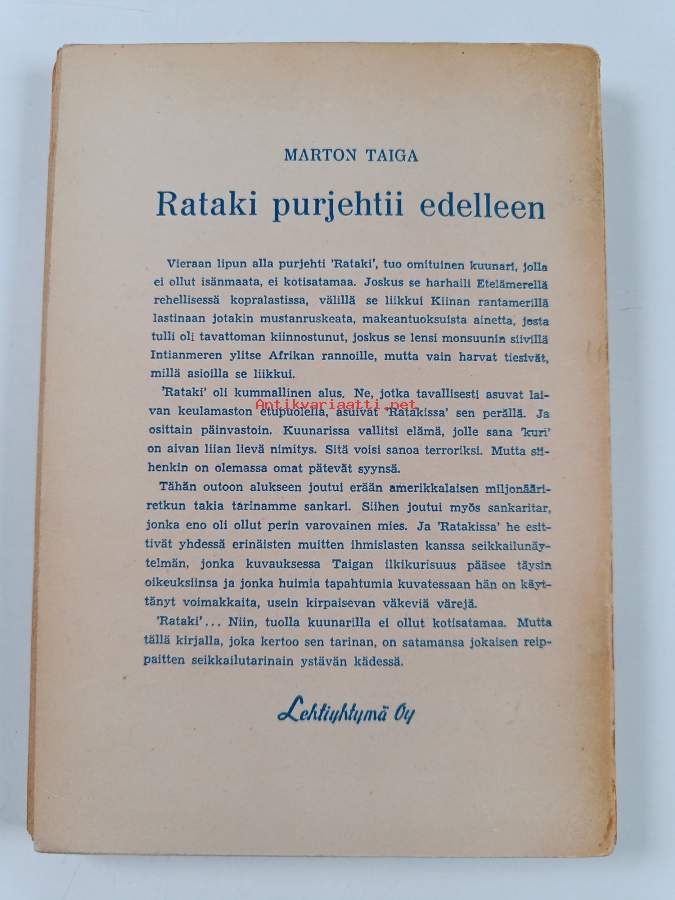 MARTON TAIGA
Rataki purjehtii edelleen
Vieraan lipun alla purjehti 'Rataki', tuo omituinen kuunari, jolla
ei ollut isänmaata, ei kotisatamaa. Joskus se harhaili Etelämerellä
rehellisessä kopralastissa, välillä se liikkui Kiinan rantamerillä
lastinaan jotakin mustanruskeata, makeantuoksuista ainetta, josta
tulli oli tavattoman kiinnostunut, joskus se lensi monsuunin siivillä
Intianmeren ylitse Afrikan rannoille, mutta vain harvat tiesivät,
millä asioilla se liikkui.
'Rataki' oli kummallinen alus. Ne, jotka tavallisesti asuvat lai-
van keulamaston etupuolella, asuivat 'Ratakissa' sen perällä. Ja
Antikvariaatti.net
osittain päinvastoin. Kuunarissa vallitsi elämä, jolle sana 'kuri'
on aivan liian lievä nimitys. Sitä voisi sanoa terroriksi. Mutta sii-
henkin on olemassa omat pätevät syynsä.
Tähän outoon alukseen joutui erään amerikkalaisen miljonääri-
retkun takia tarinamme sankari. Siihen joutui myös sankaritar,
jonka eno oli ollut perin varovainen mies. Ja 'Ratakissa' he esit-
tivät yhdessä erinäisten muitten ihmislasten kanssa seikkailunäy-
telmän, jonka kuvauksessa Taigan ilkikurisuus pääsee täysin
oikeuksiinsa ja jonka huimia tapahtumia kuvatessaan hän on käyt-
tänyt voimakkaita, usein kirpaisevan väkeviä värejä.
'Rataki'... Niin, tuolla kuunarilla ei ollut kotisatamaa. Mutta
tällä kirjalla, joka kertoo sen tarinan, on satamansa jokaisen reip-
paitten seikkailutarinain ystävän kädessä.
Lehtiyhtymä Oy